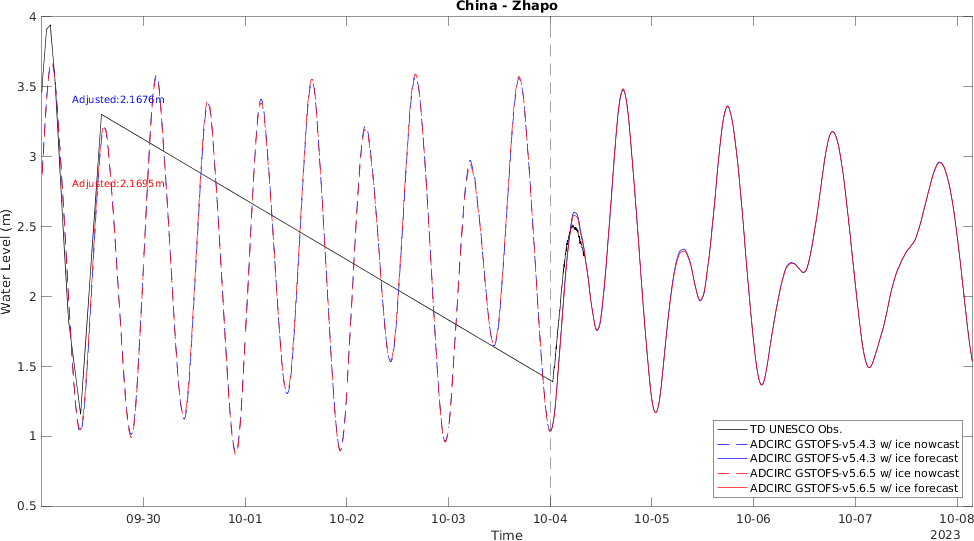 China - Zhapo
4
3.5
3
2.5
2
1.5
1
0.5
Water Level (m)
Adjusted:2.1676m
Adjusted:2.1695m
TD UNESCO Obs.
ADCIRC GSTOFS-v5.4.3 w/ ice nowcast
ADCIRC GSTOFS-v5.4.3 w/ ice forecast
ADCIRC GSTOFS-v5.6.5 w/ ice nowcast
ADCIRC GSTOFS-v5.6.5 w/ ice forecast
09-30 10-01 10-02 10-03 10-04 10-05 10-06 10-07 10-08
Time
2023